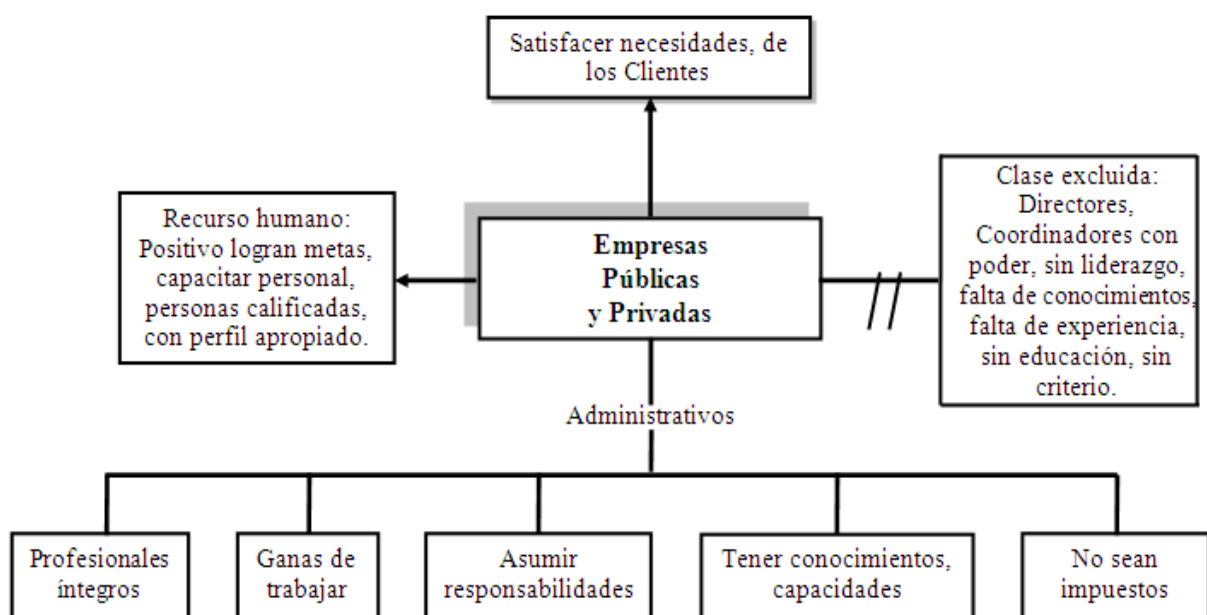 Satisfacer necesidades, de
los Clientes
Recurso humano:
Positivo logran metas,
capacitar personal,
personas calificadas,
con perfil apropiado.
Empresas
Públicas
y Privadas
Clase excluida:
Directores,
Coordinadores con
poder, sin liderazgo,
falta de conocimientos,
falta de experiencia,
sin educación, sin
criterio.
Administrativos
Profesionales
íntegros
Ganas de
trabajar
Asumir
responsabilidades
Tener conocimientos,
capacidades
No sean
impuestos